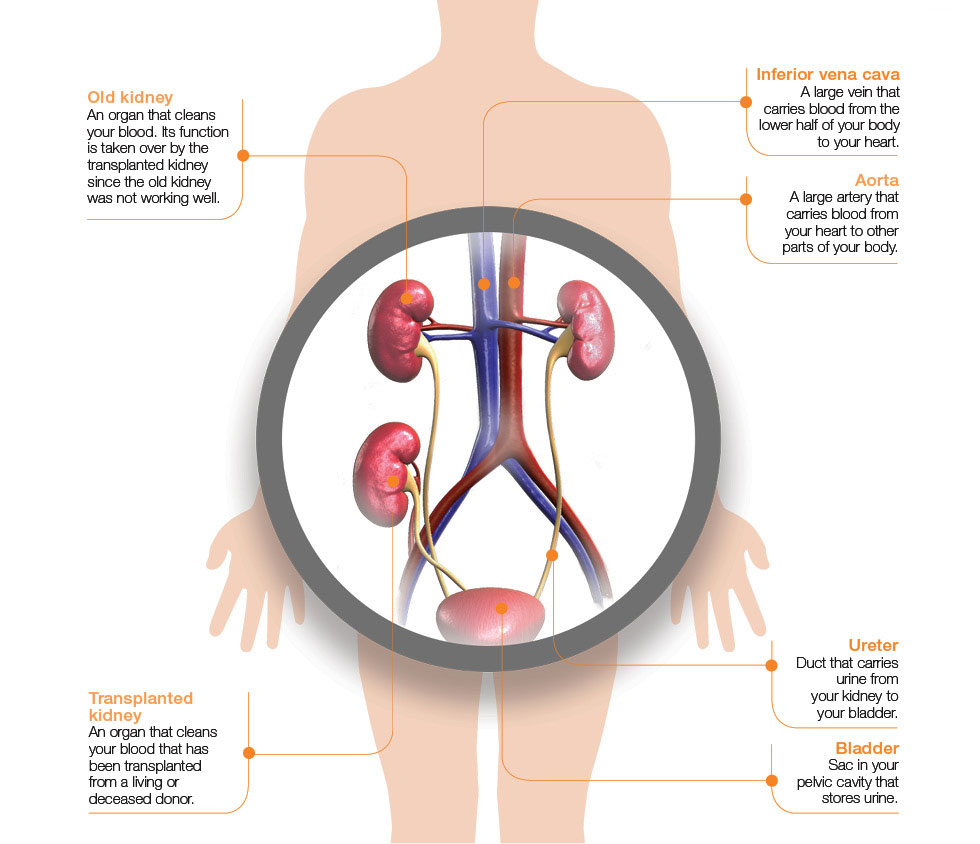 Old kidney
An organ that cleans
your blood. Its function
is taken over by the
transplanted kidney
since the old kidney
was not working well.
Inferior vena cava
A large vein that
carries blood from the
lower half of your body
to your heart.
Aorta
A large artery that
carries blood from
your heart to other
parts of your body.
Transplanted
kidney
An organ that cleans
your blood that has
been transplanted
from a living or
deceased donor.
Ureter
Duct that carries
urine from
your kidney to
your bladder.
Bladder
Sac in your
pelvic cavity that
stores urine.